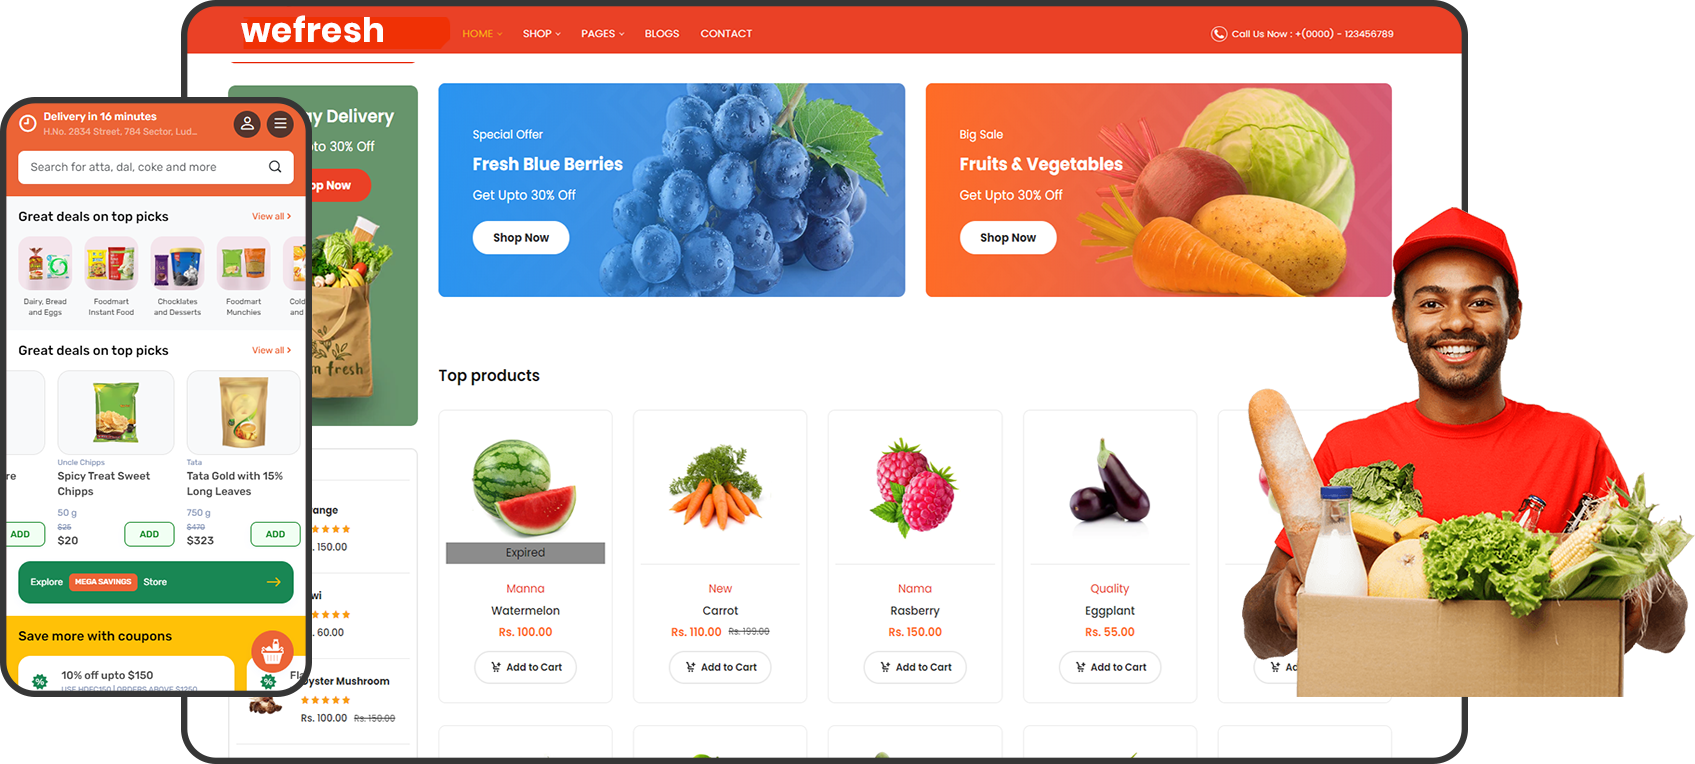 wefresh
HOME
SHOP
PAGES
BLOGS
CONTACT
Call Us Now : +(0000) - 123456789
Delivery in 16 minutes
H.No. 2834 Street, 784 Sector, Lud...
Search for atta, dal, coke and more
Great deals on top picks
View all
Dairy, Bread
and Eggs
Foodmart
Instant Food
Chocklates
and Desserts
Foodmart
Munchies
Cold
and
Great deals on top picks
View all
re
ADD
Uncle Chipps
Spicy Treat Sweet
Chipps
50 g
$25
$20
ADD
Tata
Tata Gold with 15%
Long Leaves
750 g
$470
$323
ADD
Explore MEGA SAVINGS Store
Save more with coupons
10% off upto $150
USE HDFC150 | ORDERS ABOVE $1250
Fla
gy Delivery
pto 30% Off
op Now
m fresh
Special Offer
Fresh Blue Berries
Get Upto 30% Off
Shop Now
Big Sale
Fruits & Vegetables
Get Upto 30% Off
Shop Now
range
s. 150.00
wi
s. 60.00
Oyster Mushroom
Rs. 100.00 Rs. 150.00
Top products
Expired
Manna
Watermelon
Rs. 100.00
Add to Cart
New
Carrot
Rs. 110.00 Rs. 199.00
Add to Cart
Nama
Rasberry
Rs. 150.00
Add to Cart
Quality
Eggplant
Rs. 55.00
Add to Cart
Ad